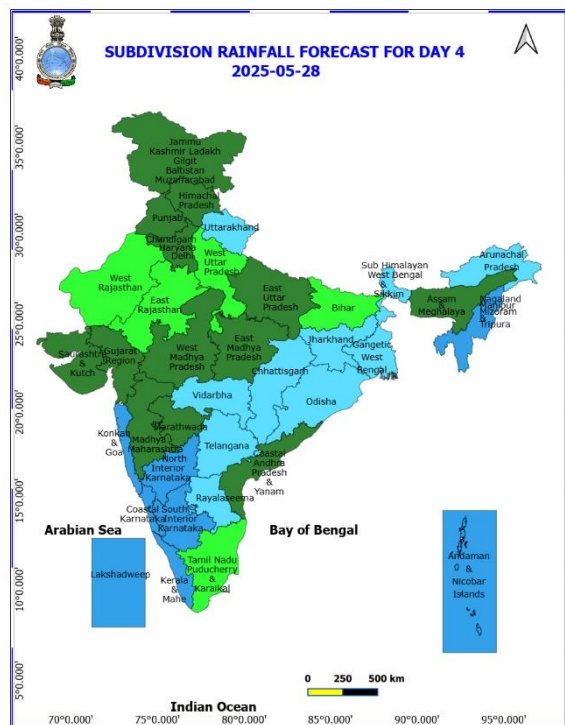 SUBDIVISION RAINFALL FORECAST FOR DAY 4
2025-05-28
40°0.000'
35°0.000'
30°0.000'
25°0.000'
20°0.000'
15°0.000'
10°0.000'
5°0.000'
Jammu
Kashmir Ladakh
Gilgit
Baltistan
Muzaffarabad
Himachal
Pradesh
Punjab
Uttarakhand
Chandigarh
Haryana
Delhi
West
Uttar
Pradesh
Arunachal
Pradesh
Sub Himalayan
West Bengal
&
Sikkim
West
Rajasthan
East
Rajasthan
East
Uttar
Pradesh
Bihar
Assam
&
Meghalaya
Nagaland
Manipur
Mizoram
&
Tripura
Saurashtra
&
Kutch
Gujarat
Region
West
Madhya
Pradesh
East
Madhya
Pradesh
Jharkhand
Gangetic
West
Bengal
Chhattisgarh
Vidarbha
Odisha
Konkan
&
Goa
Madhya
Maharashtra
Marathwada
Telangana
North
Interior
Karnataka
Coastal
Andhra
Pradesh
&
Yanam
Rayalaseema
Coastal
Karnataka
South
Interior
Karnataka
Arabian Sea
Bay of Bengal
Lakshadweep
Kerala
&
Mahe
Tamil Nadu
Puducherry
&
Karaikal
Andaman
&
Nicobar
Islands
0 250 500 km
Indian Ocean
70°0.000' 75°0.000' 80°0.000' 85°0.000' 90°0.000' 95°0.000'